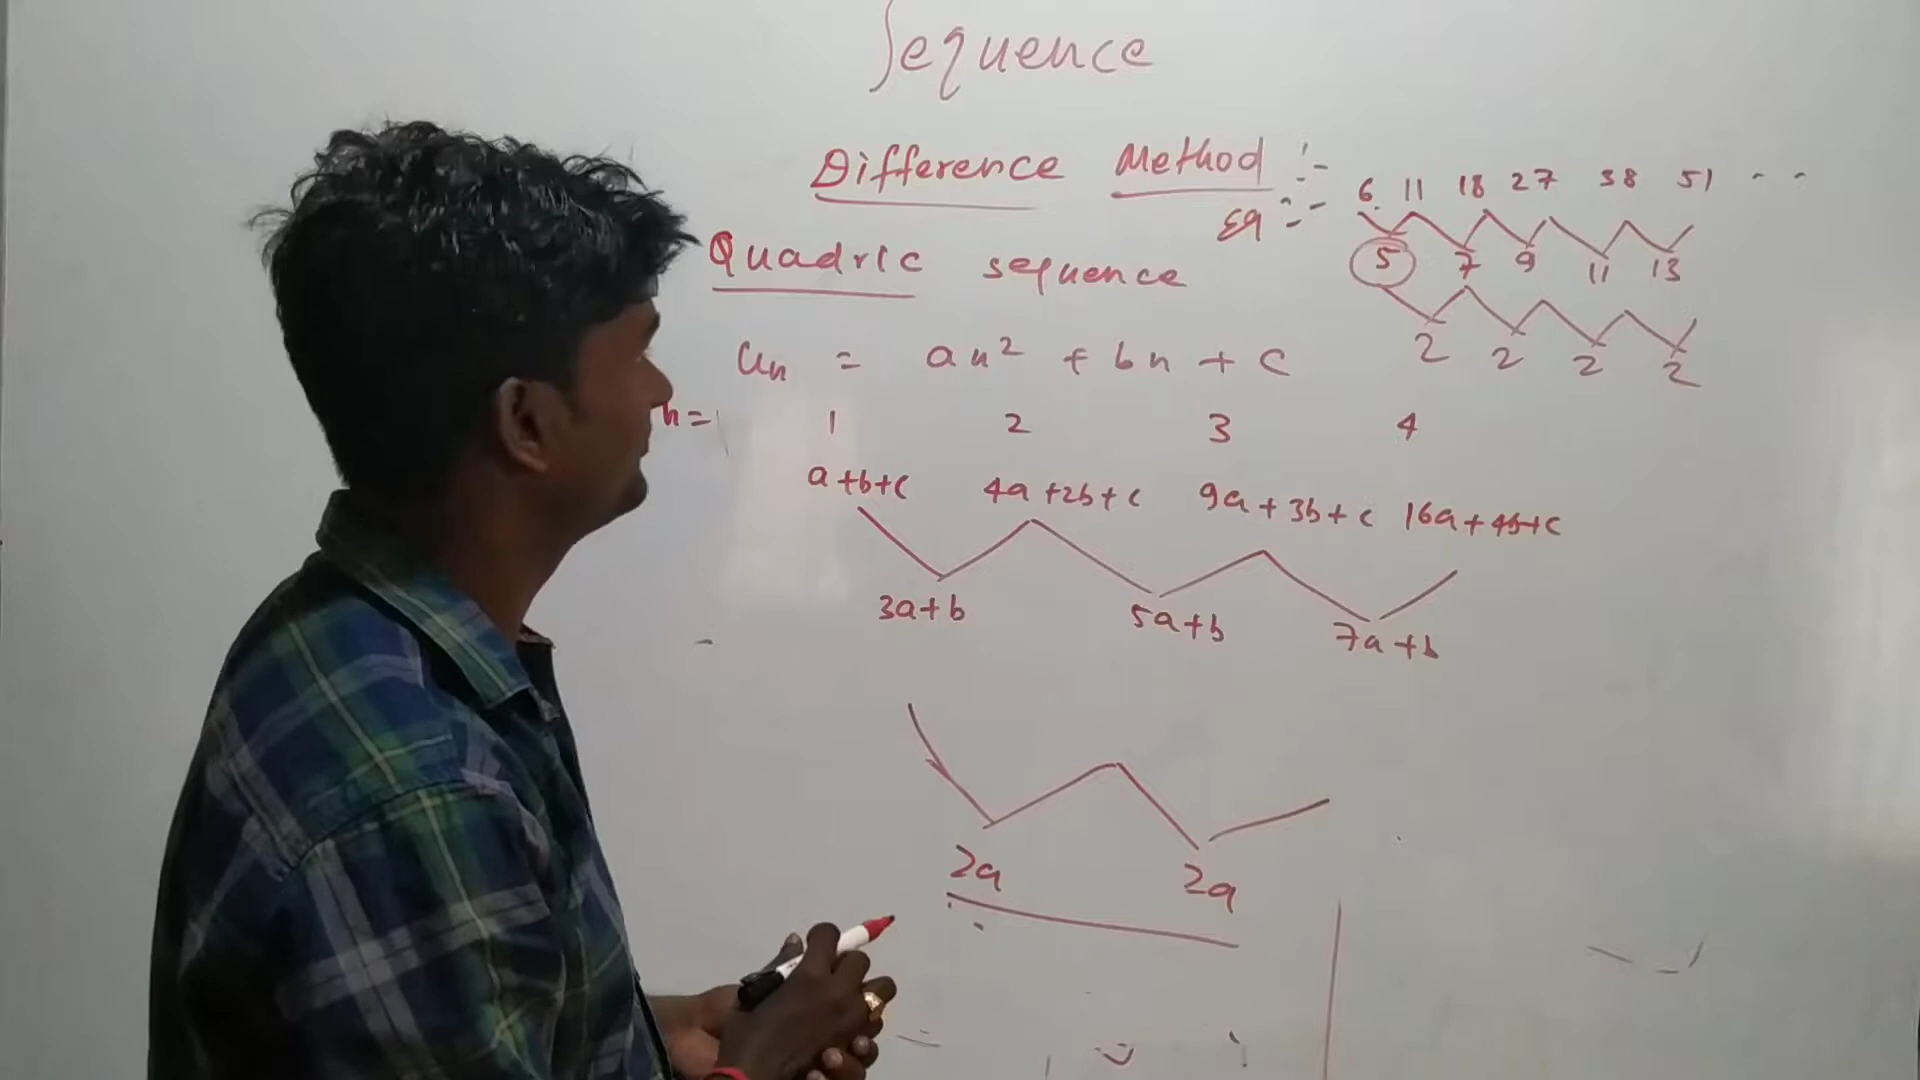 Sequence
Difference Method :-
Eg :- 6 11 18 27 38 51 - -
5 7 9 11 13
2 2 2 2
Quadric sequence
un = an² + bn + c
n= 1 2 3 4
a+b+c 4a+2b+c 9a+3b+c 16a+4b+c
3a+b 5a+b 7a+b
2a 2a